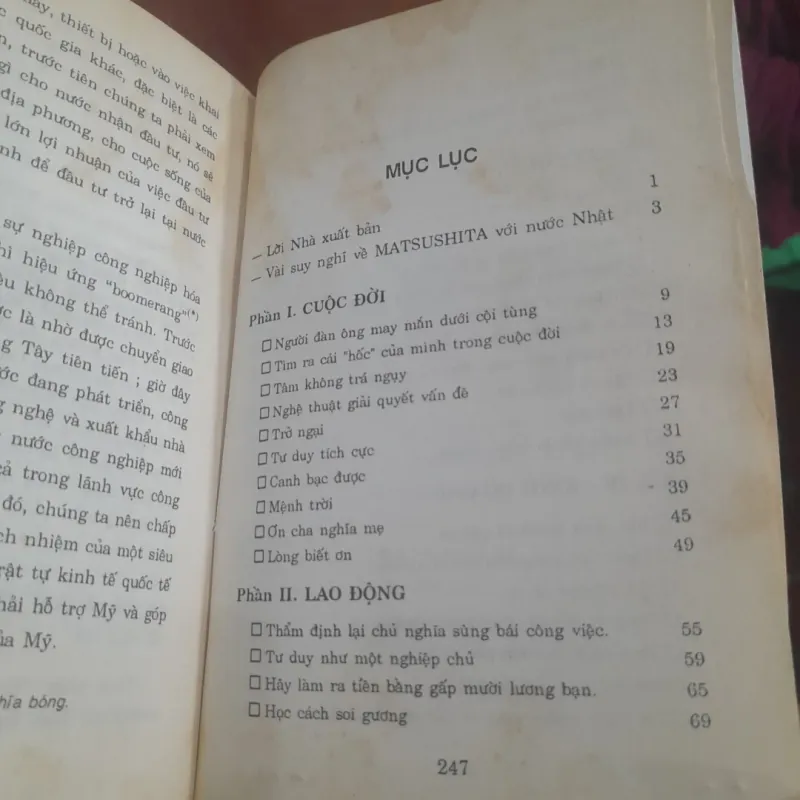 máy, thiết bị hoặc vào việc khai
quốc gia khác, đặc biệt là các
trước tiên chúng ta phải xem
gì cho nước nhận đầu tư, nó sẽ
địa phương, cho cuộc sống của
lớn lợi nhuận của việc đầu tư
để đầu tư trở lại tại nước
sự nghiệp công nghiệp hóa
hiệu ứng "boomerang"(*)
không thể tránh. Trước
là nhờ được chuyển giao
Tây tiên tiến ; giờ đây
đang phát triển, công
nghệ và xuất khẩu nhà
nước công nghiệp mới
trong lãnh vực công
đó, chúng ta nên chấp
nhiệm của một siêu
tự kinh tế quốc tế
hỗ trợ Mỹ và góp
Mỹ.
bóng.
MỤC LỤC
– Lời Nhà xuất bản 1
– Vài suy nghĩ về MATSUSHITA với nước Nhật 3
Phần I. CUỘC ĐỜI
☐ Người đàn ông may mắn dưới cội tùng 9
☐ Tìm ra cái "hốc" của mình trong cuộc đời 13
☐ Tâm không trá ngụy 19
☐ Nghệ thuật giải quyết vấn đề 23
☐ Trở ngại 27
☐ Tư duy tích cực 31
☐ Canh bạc được 35
☐ Mệnh trời 39
☐ Ơn cha nghĩa mẹ 45
☐ Lòng biết ơn 49
Phần II. LAO ĐỘNG
☐ Thẩm định lại chủ nghĩa sùng bái công việc. 55
☐ Tư duy như một nghiệp chủ 59
☐ Hãy làm ra tiền bằng gấp mười lương bạn. 65
☐ Học cách soi gương 69
247